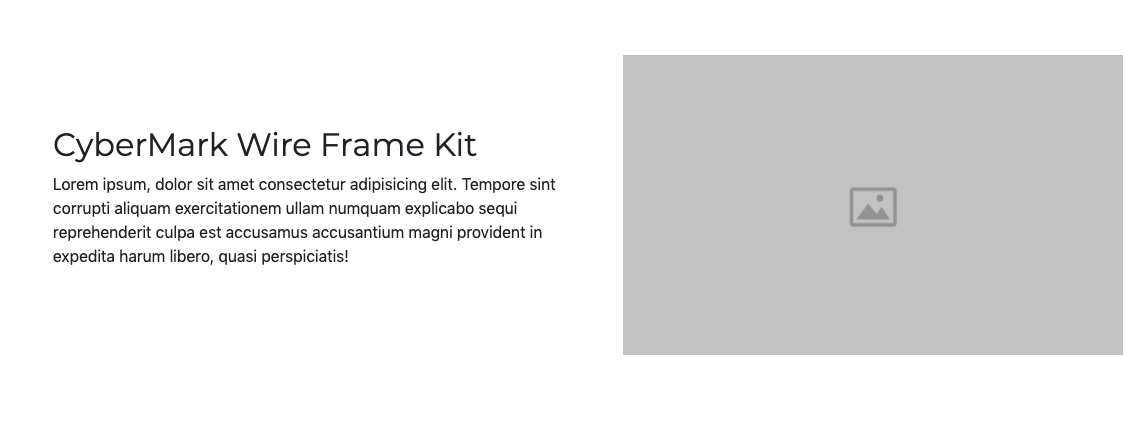 CyberMark Wire Frame Kit
Lorem ipsum, dolor sit amet consectetur adipisicing elit. Tempore sint
corrupti aliquam exercitationem ullam numquam explicabo sequi
reprehenderit culpa est accusamus accusantium magni provident in
expedita harum libero, quasi perspiciatis!